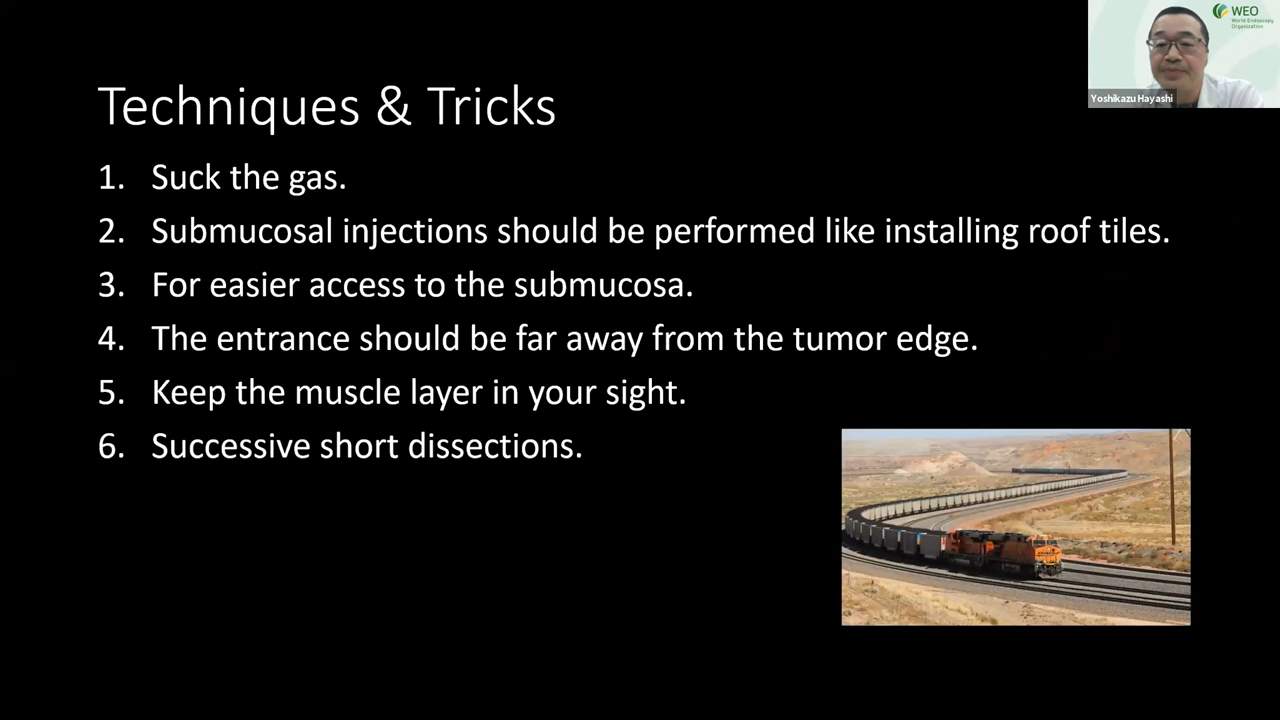 WEO
World Endoscopy
Organization
Yoshikazu Hayashi
Techniques & Tricks
1. Suck the gas.
2. Submucosal injections should be performed like installing roof tiles.
3. For easier access to the submucosa.
4. The entrance should be far away from the tumor edge.
5. Keep the muscle layer in your sight.
6. Successive short dissections.